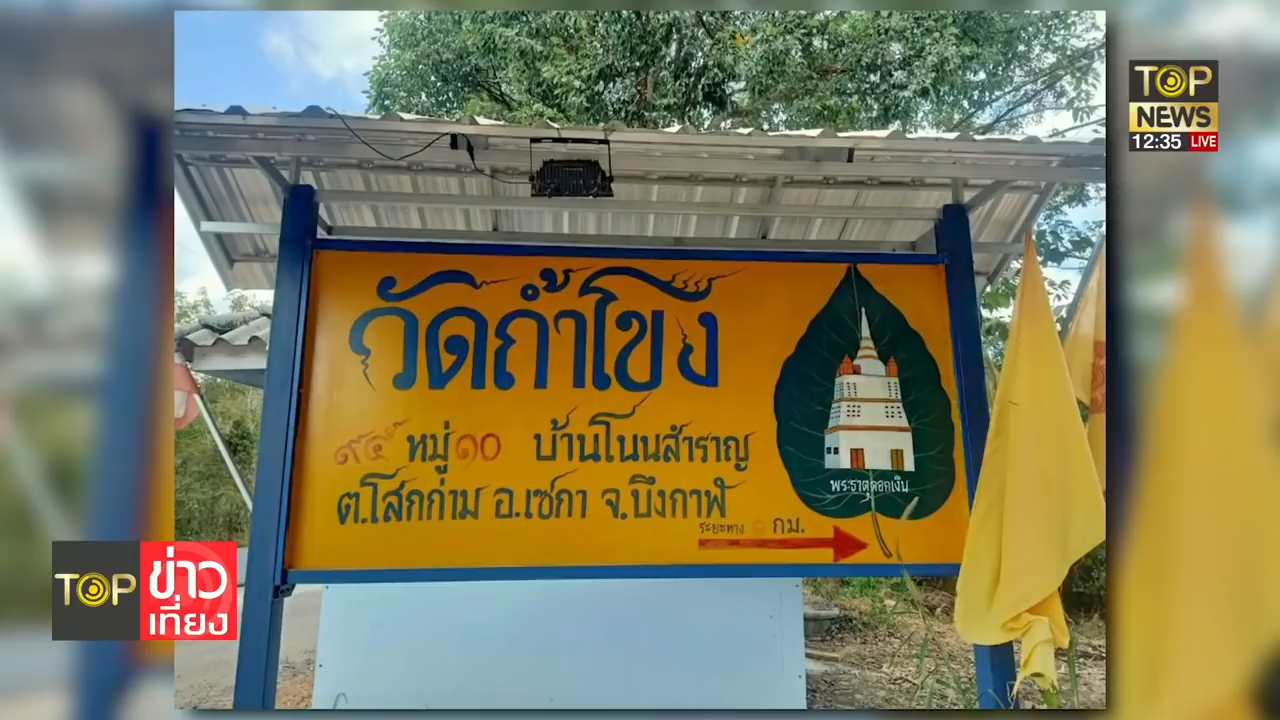 TOP
NEWS
12:35 LIVE
วัดถ้ำโขง
หมู่ ๑๐ บ้านโนนสำราญ
ต.โสกก่าม อ.เซกา จ.บึงกาฬ
พระธาตุดอกเงิน
ระยะทาง ๑ กม.
TOP ข่าว
เที่ยง